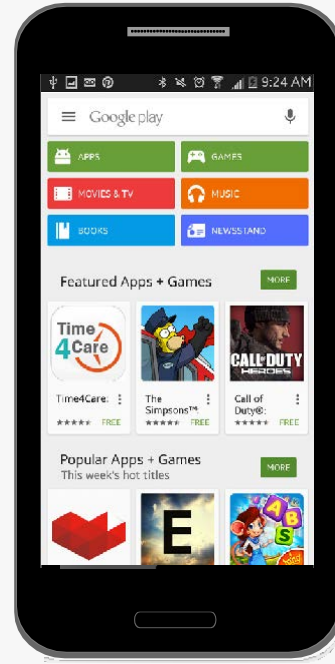 9:24 AM
Google play
APPS
GAMES
MOVIES & TV
MUSIC
BOOKS
NEWSSTAND
Featured Apps + Games
MORE
Time
4Care
CALL DUTY
HEROES
Time4Care:
The Simpsons™
Call of Duty®:
FREE
FREE
FREE
Popular Apps + Games
MORE
This week's hot titles
E
A B
S